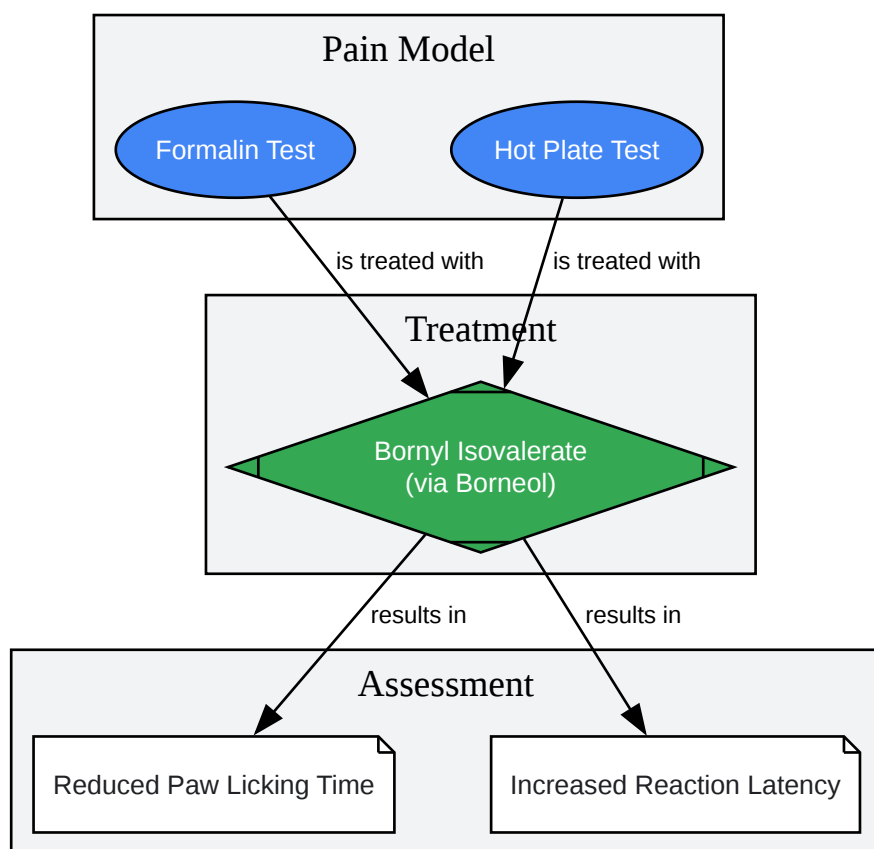 Pain Model
Formalin Test
Hot Plate Test
is treated with
is treated with
Treatment
Bornyl Isovalerate
(via Borneol)
results in
results in
Assessment
Reduced Paw Licking Time
Increased Reaction Latency